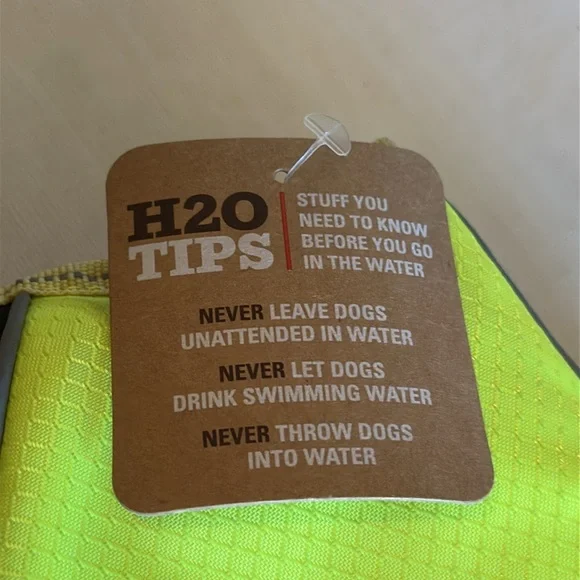 H2O
TIPS
STUFF YOU
NEED TO KNOW
BEFORE YOU GO
IN THE WATER
NEVER LEAVE DOGS
UNATTENDED IN WATER
NEVER LET DOGS
DRINK SWIMMING WATER
NEVER THROW DOGS
INTO WATER